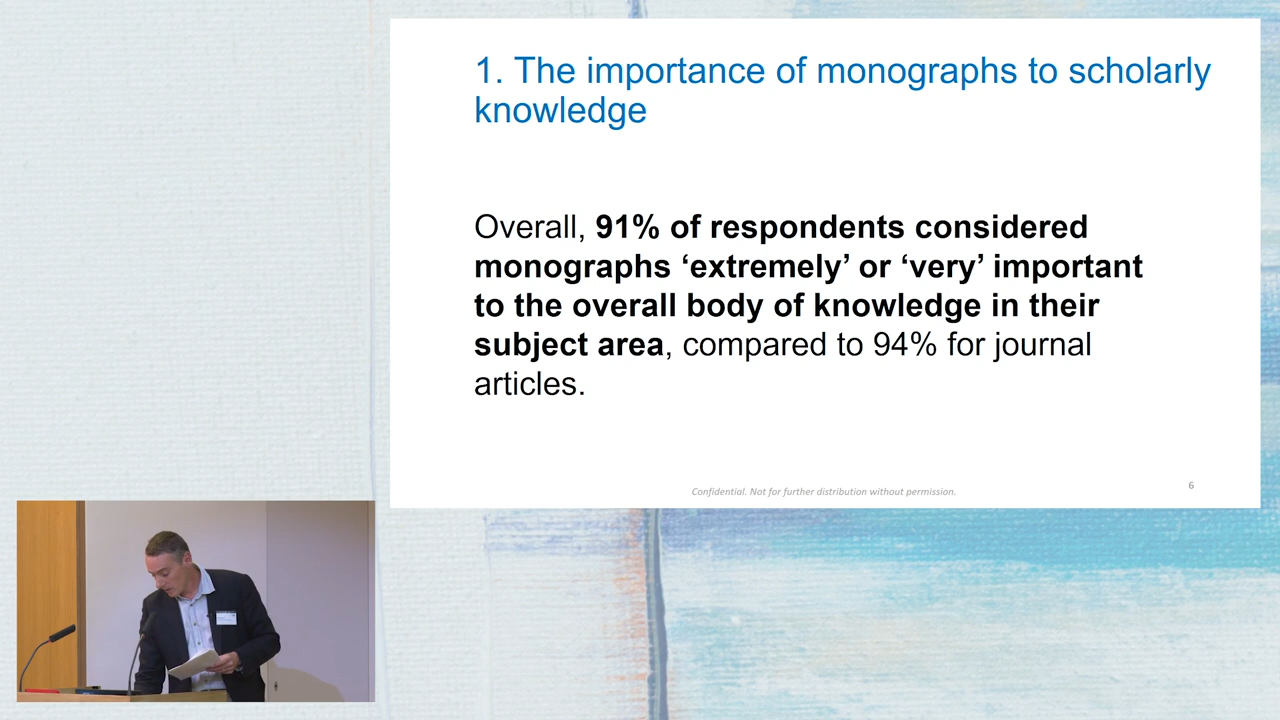 1. The importance of monographs to scholarly
knowledge
Overall, 91% of respondents considered
monographs ‘extremely’ or ‘very’ important
to the overall body of knowledge in their
subject area, compared to 94% for journal
articles.
Confidential. Not for further distribution without permission.
6